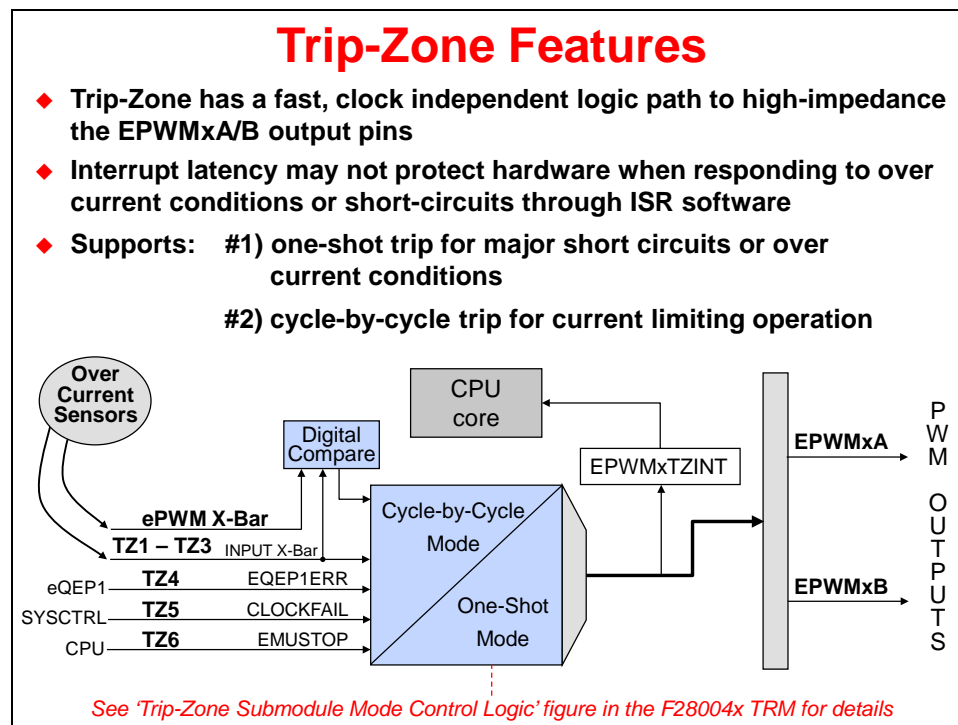 Trip-Zone Features
◆ Trip-Zone has a fast, clock independent logic path to high-impedance
the EPWMxA/B output pins
◆ Interrupt latency may not protect hardware when responding to over
current conditions or short-circuits through ISR software
◆ Supports: #1) one-shot trip for major short circuits or over
current conditions
#2) cycle-by-cycle trip for current limiting operation
Over
Current
Sensors
CPU
core
Digital
Compare
EPWMxTZINT
ePWM X-Bar
TZ1 – TZ3 INPUT X-Bar
eQEP1 TZ4 EQEP1ERR
SYSCTRL TZ5 CLOCKFAIL
CPU TZ6 EMUSTOP
Cycle-by-Cycle
Mode
One-Shot
Mode
EPWMxA
EPWMxB
PWM OUTPUTS
See 'Trip-Zone Submodule Mode Control Logic' figure in the F28004x TRM for details